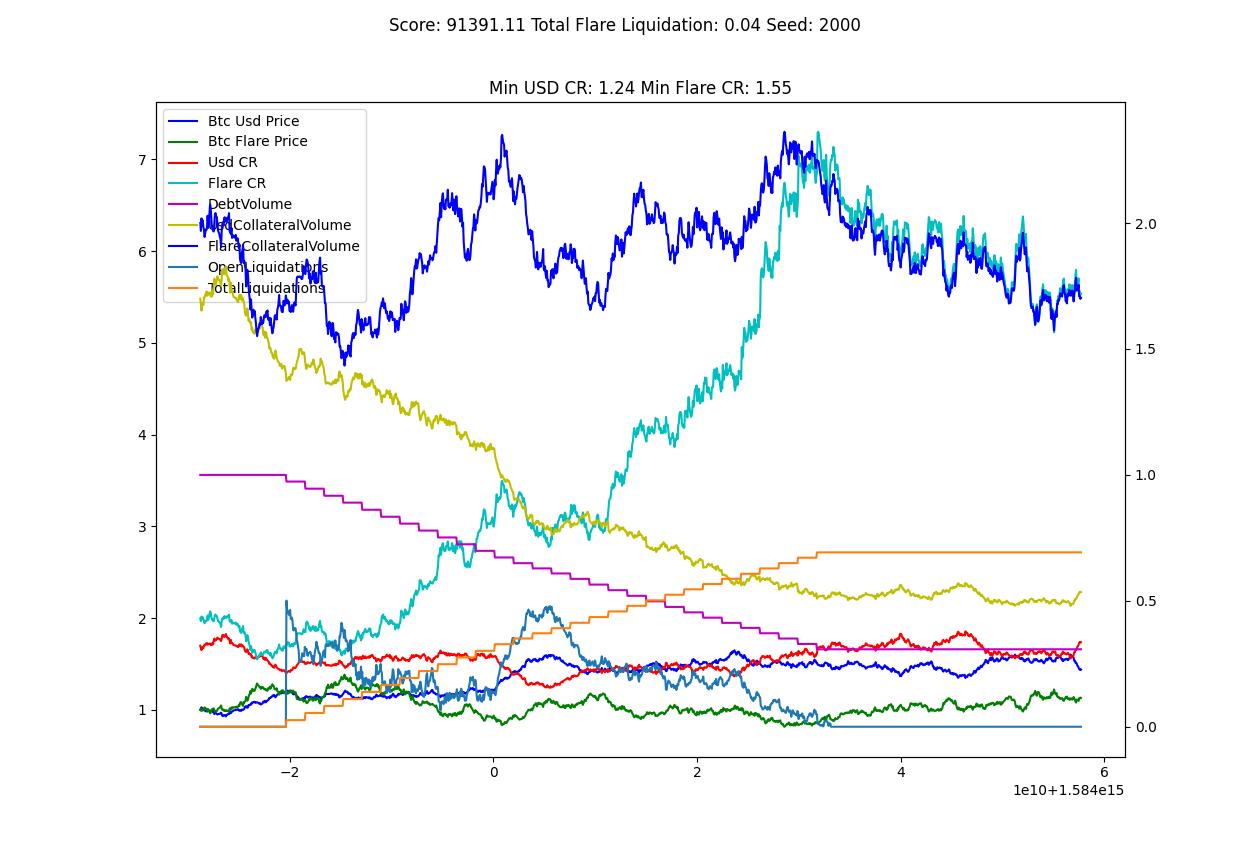 Score: 91391.11 Total Flare Liquidation: 0.04 Seed: 2000
Min USD CR: 1.24 Min Flare CR: 1.55
Btc Usd Price
Btc Flare Price
Usd CR
Flare CR
DebtVolume
UsdCollateralVolume
FlareCollateralVolume
OpenLiquidations
TotalLiquidations
7
6
5
4
3
2
1
2.0
1.5
1.0
0.5
0.0
−2
0
2
4
6
1e10+1.584e15